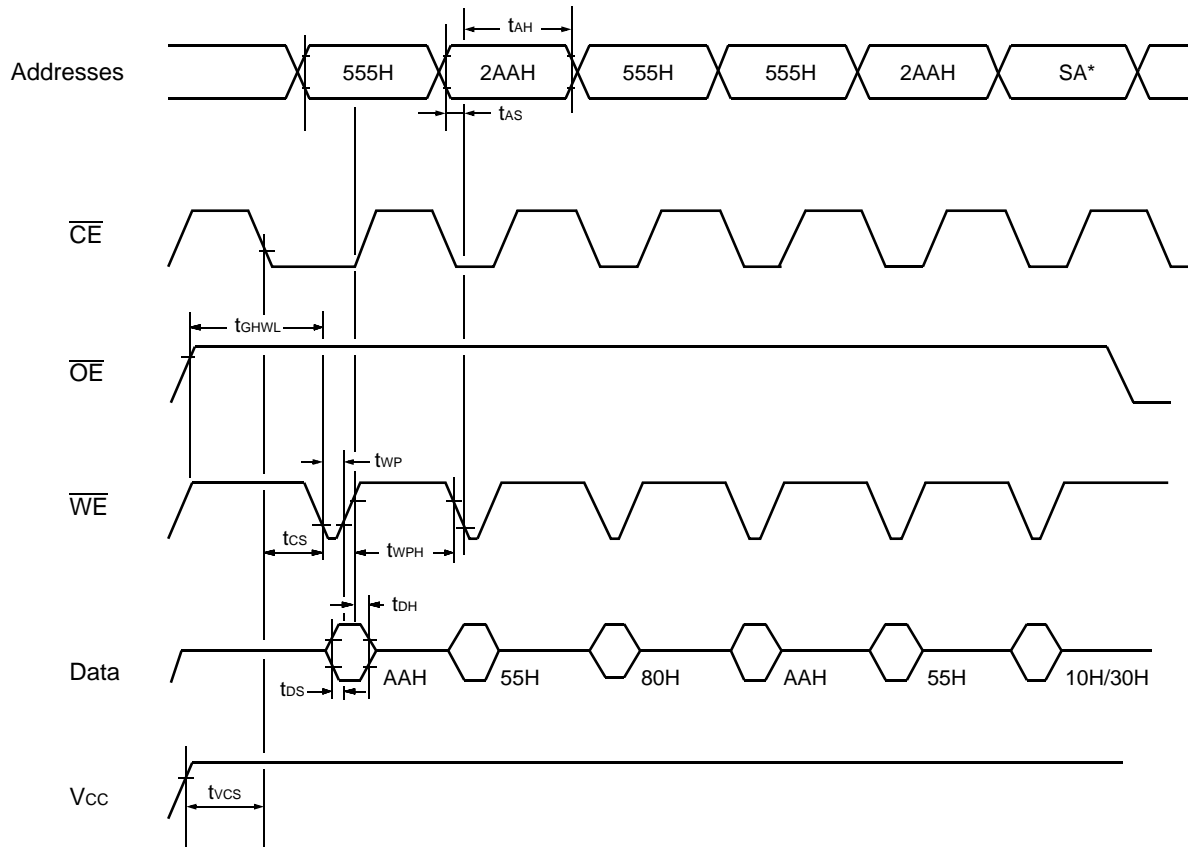 tAH
Addresses 555H 2AAH 555H 555H 2AAH SA*
tAS
CE
tGHWL
OE
tWP
WE
tCS tWPH
tDH
Data AAH 55H 80H AAH 55H 10H/30H
tDS
VCC tVCS